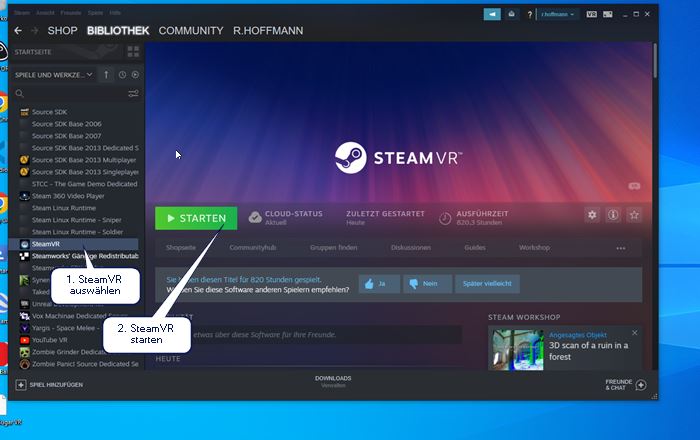 Steam Ansicht Freunde Spiele Hilfe
r.hoffmann
VR
SHOP BIBLIOTHEK COMMUNITY R.HOFFMANN
STARTSEITE
SPIELE UND WERKZE...
Source SDK
Source SDK Base 2006
Source SDK Base 2007
Source SDK Base 2013 Dedicated S
Source SDK Base 2013 Multiplayer
Source SDK Base 2013 Singleplayer
STCC - The Game Demo Dedicated
Steam 360 Video Player
Steam Linux Runtime
Steam Linux Runtime - Sniper
Steam Linux Runtime - Soldier
SteamVR
Steamworks' Gängige Redistributab
Syner
Taked
Unreal
Vox Machinae Dedicated Server
Yargis - Space Melee -
YouTube VR
Zombie Grinder Dedicated
Zombie Panic! Source Dedicated Se
SPIEL HINZUFÜGEN
1. SteamVR
auswählen
2. SteamVR
starten
STEAMVR™
STARTEN
CLOUD-STATUS
Aktuell
ZULETZT GESTARTET
Heute
AUSFÜHRZEIT
820,3 Stunden
Shopseite Communityhub Gruppen finden Diskussionen Guides Workshop
Sie haben diesen Titel für 820 Stunden gespielt.
Würden Sie diese Software anderen Spielern empfehlen?
Ja
Nein
Später vielleicht
etwas über diese Software für Ihre Freunde.
HEUTE
STEAM WORKSHOP
Angesagtes Objekt
3D scan of a ruin in a
forest
DOWNLOADS
Verwalten
FREUNDE
& CHAT